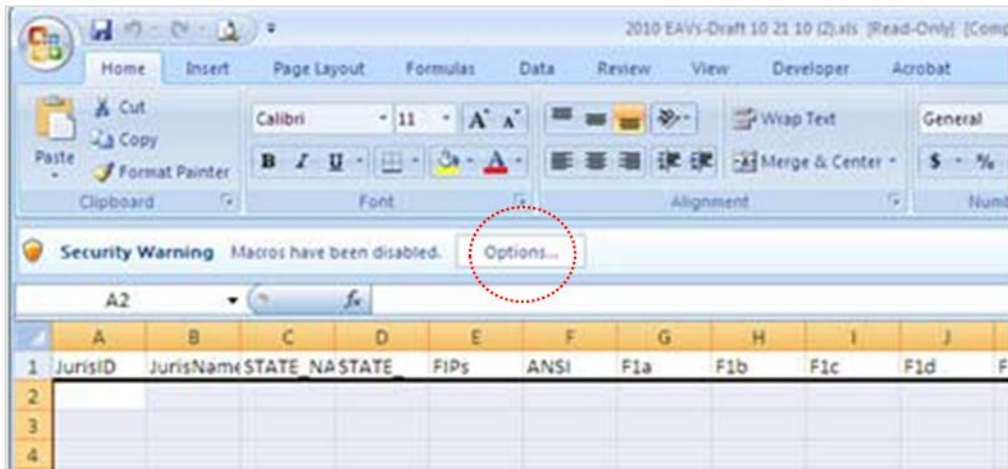 2010 EAVs-Draft 10 21 10 (2).xls [Read-Only] [Comp
Home Insert Page Layout Formulas Data Review View Developer Acrobat
Cut
Copy
Paste
Format Painter
Clipboard
Calibri 11 A A
B I U A
Font
Wrap Text
Merge & Center
Alignment
General
$ %
Numb
Security Warning Macros have been disabled. Options...
A2 fx
A B C D E F G H I J
1 JurisID JurisName STATE_NA STATE_ FIPs ANSI F1a F1b F1c F1d F
2
3
4